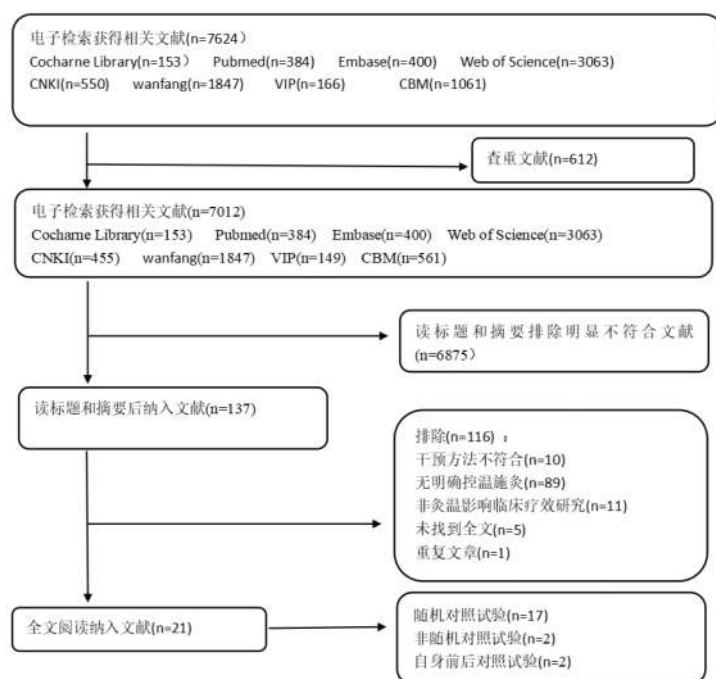 电子检索获得相关文献(n=7624)
Cocharne Library(n=153) Pubmed(n=384) Embase(n=400) Web of Science(n=3063)
CNKI(n=550) wanfang(n=1847) VIP(n=166) CBM(n=1061)
查重文献(n=612)
电子检索获得相关文献(n=7012)
Cocharne Library(n=153) Pubmed(n=384) Embase(n=400) Web of Science(n=3063)
CNKI(n=455) wanfang(n=1847) VIP(n=149) CBM(n=561)
读标题和摘要排除明显不符合文献
(n=6875)
读标题和摘要后纳入文献(n=137)
排除(n=116) ：
干预方法不符合(n=10)
无明确控温施灸(n=89)
非灸温影响临床疗效研究(n=11)
未找到全文(n=5)
重复文章(n=1)
全文阅读纳入文献(n=21)
随机对照试验(n=17)
非随机对照试验(n=2)
自身前后对照试验(n=2)